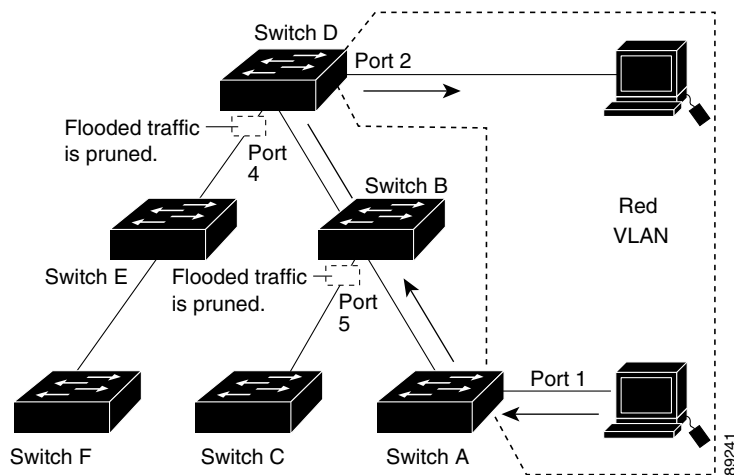 Switch D
Port 2
Flooded traffic
is pruned.
Port
4
Switch B
Red
VLAN
Switch E
Flooded traffic
is pruned.
Port
5
Port 1
Switch F
Switch C
Switch A
89241